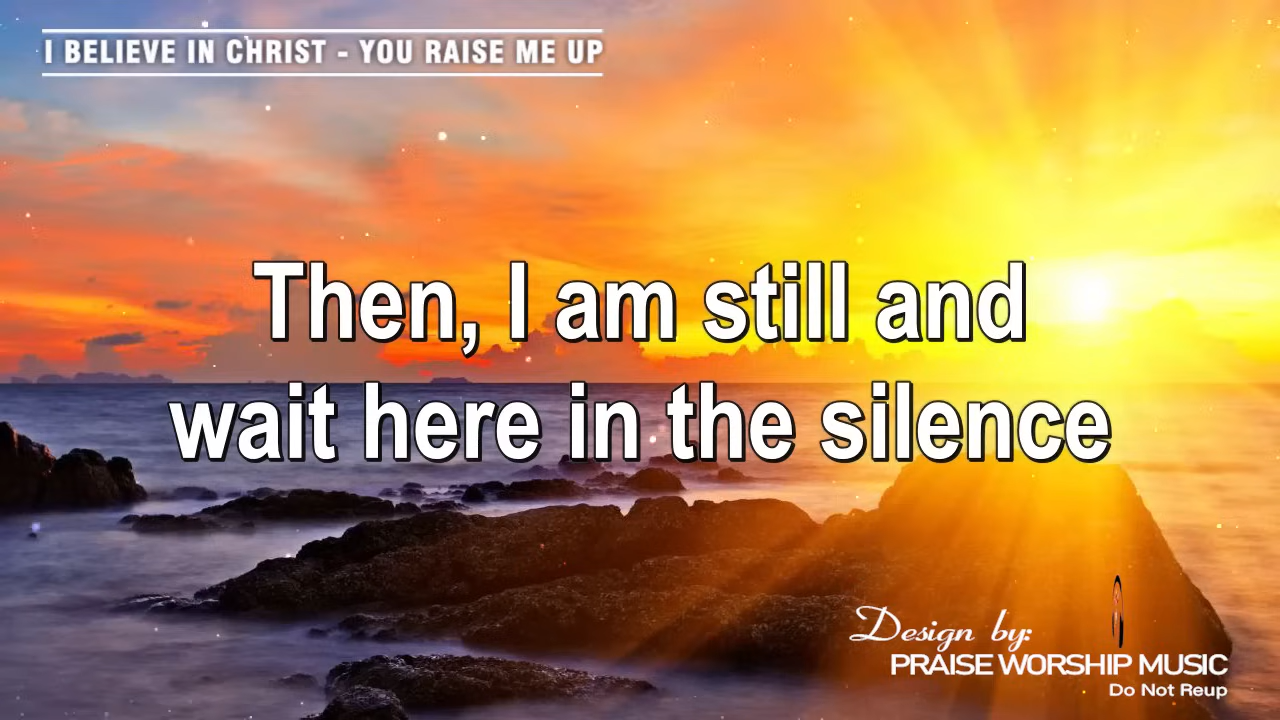 I BELIEVE IN CHRIST - YOU RAISE ME UP
Then, I am still and
wait here in the silence
Design by:
PRAISE WORSHIP MUSIC
Do Not Reup